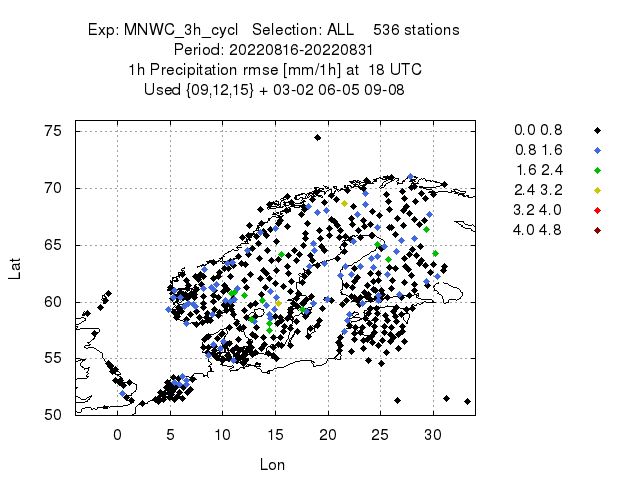 Exp: MNWC_3h_cycl Selection: ALL 536 stations
Period: 20220816-20220831
1h Precipitation rmse [mm/1h] at 18 UTC
Used {09,12,15} + 03-02 06-05 09-08
0.0 0.8
0.8 1.6
1.6 2.4
2.4 3.2
3.2 4.0
4.0 4.8
Lat
75
70
65
60
55
50
0 5 10 15 20 25 30
Lon